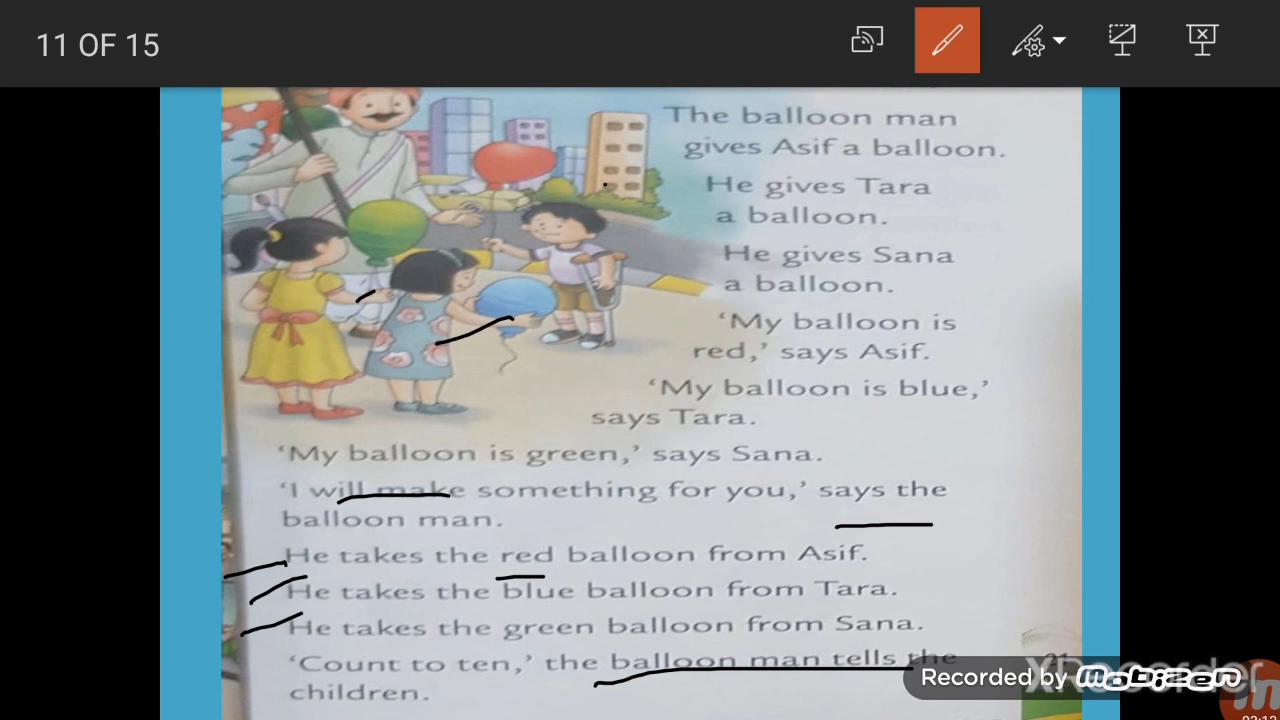 11 OF 15
The balloon man
gives Asif a balloon.
He gives Tara
a balloon.
He gives Sana
a balloon.
‘My balloon is
red,’ says Asif.
‘My balloon is blue,’
says Tara.
‘My balloon is green,’ says Sana.
‘I will make something for you,’ says the
balloon man.
He takes the red balloon from Asif.
He takes the blue balloon from Tara.
He takes the green balloon from Sana.
‘Count to ten,’ the balloon man tells the
children.
Recorded by mobizen
XRecorder